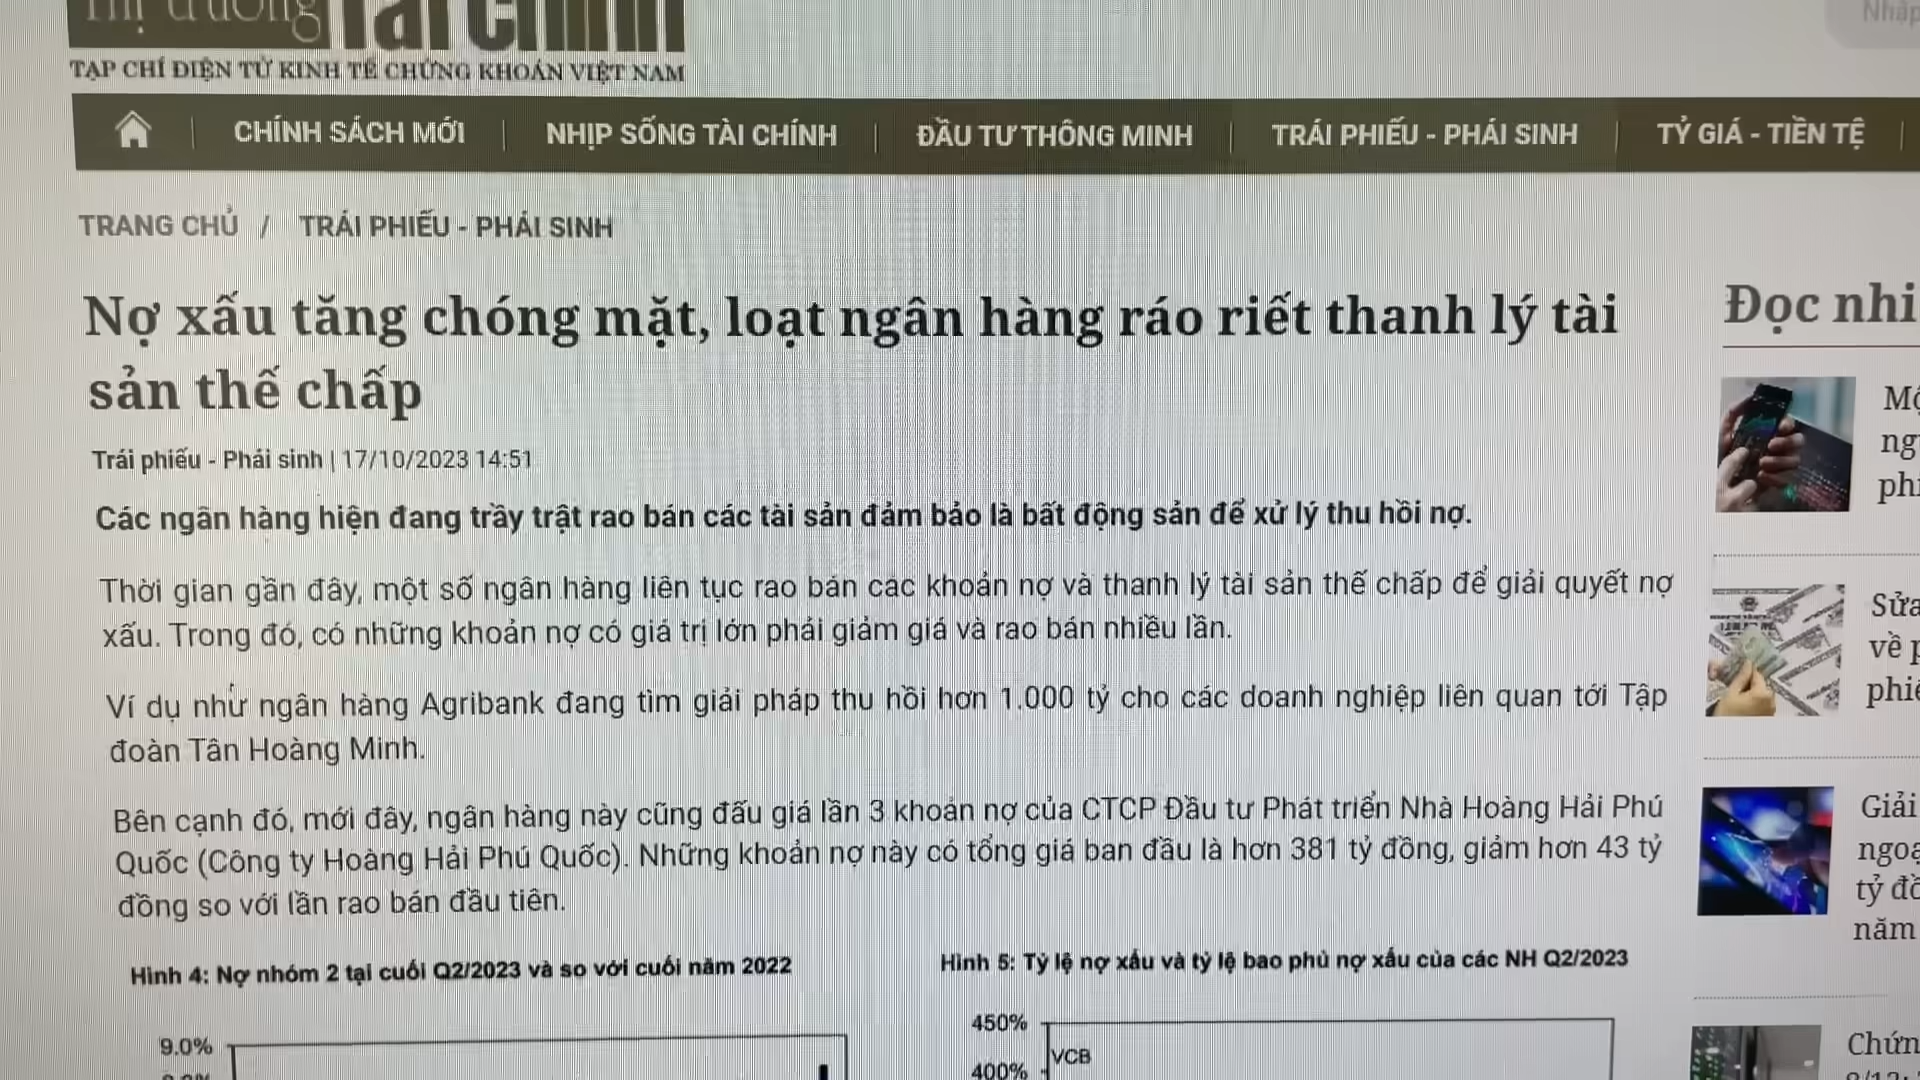 Thị trường Tài chính
TẠP CHÍ ĐIỆN TỬ KINH TẾ CHỨNG KHOÁN VIỆT NAM
CHÍNH SÁCH MỚI
NHỊP SỐNG TÀI CHÍNH
ĐẦU TƯ THÔNG MINH
TRÁI PHIẾU - PHÁI SINH
TỶ GIÁ - TIỀN TỆ
TRANG CHỦ / TRÁI PHIẾU - PHÁI SINH
Nợ xấu tăng chóng mặt, loạt ngân hàng ráo riết thanh lý tài
sản thế chấp
Trái phiếu - Phái sinh | 17/10/2023 14:51
Các ngân hàng hiện đang trầy trật rao bán các tài sản đảm bảo là bất động sản để xử lý thu hồi nợ.
Thời gian gần đây, một số ngân hàng liên tục rao bán các khoản nợ và thanh lý tài sản thế chấp để giải quyết nợ
xấu. Trong đó, có những khoản nợ có giá trị lớn phải giảm giá và rao bán nhiều lần.
Ví dụ như ngân hàng Agribank đang tìm giải pháp thu hồi hơn 1.000 tỷ cho các doanh nghiệp liên quan tới Tập
đoàn Tân Hoàng Minh.
Bên cạnh đó, mới đây, ngân hàng này cũng đấu giá lần 3 khoản nợ của CTCP Đầu tư Phát triển Nhà Hoàng Hải Phú
Quốc (Công ty Hoàng Hải Phú Quốc). Những khoản nợ này có tổng giá ban đầu là hơn 381 tỷ đồng, giảm hơn 43 tỷ
đồng so với lần rao bán đầu tiên.
Hình 4: Nợ nhóm 2 tại cuối Q2/2023 và so với cuối năm 2022
9.0%
Hình 5: Tỷ lệ nợ xấu và tỷ lệ bao phủ nợ xấu của các NH Q2/2023
450%
VCB
400%
Đọc nhi
Sửa
về
Giải
tỷ
năm